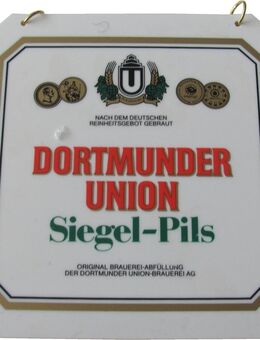 U
NACH DEM DEUTSCHEN
REINHEITSGEBOT GEBRAUT
DORTMUNDER
UNION
Siegel-Pils
ORIGINAL BRAUEREI-ABFÜLLUNG
DER DORTMUNDER UNION-BRAUEREI AG